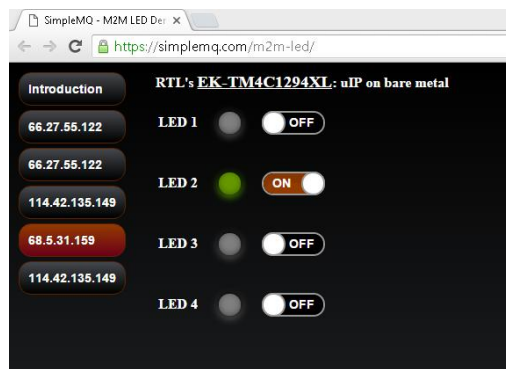 SimpleMQ - M2M LED Der
https://simplemq.com/m2m-led/
Introduction
66.27.55.122
66.27.55.122
114.42.135.149
68.5.31.159
114.42.135.149
RTL's EK-TM4C1294XL: uIP on bare metal
LED 1 OFF
LED 2 ON
LED 3 OFF
LED 4 OFF